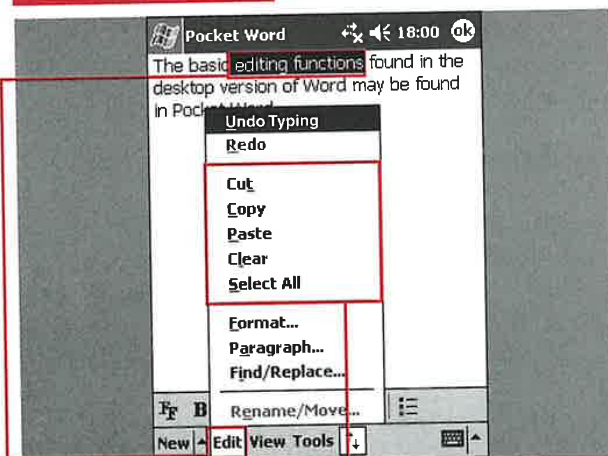 Pocket Word 18:00 ok
The basic editing functions found in the
desktop version of Word may be found
in Pocket Word
Undo Typing
Redo
Cut
Copy
Paste
Clear
Select All
Format...
Paragraph...
Find/Replace...
Rename/Move...
B
New Edit View Tools